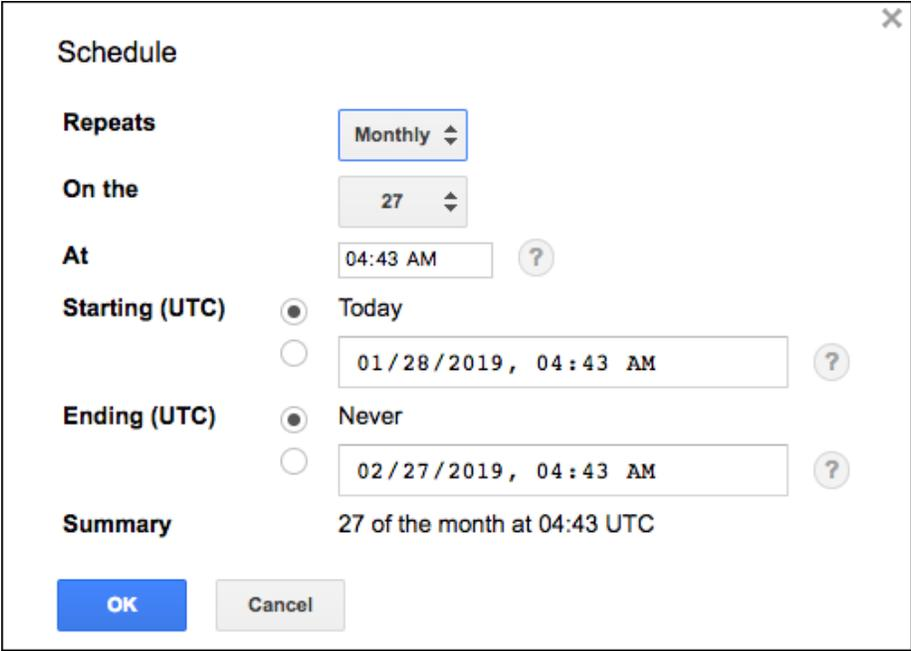 Schedule
Repeats Monthly
On the 27
At 04:43 AM ?
Starting (UTC) Today
01/28/2019, 04:43 AM ?
Ending (UTC) Never
02/27/2019, 04:43 AM ?
Summary 27 of the month at 04:43 UTC
OK Cancel